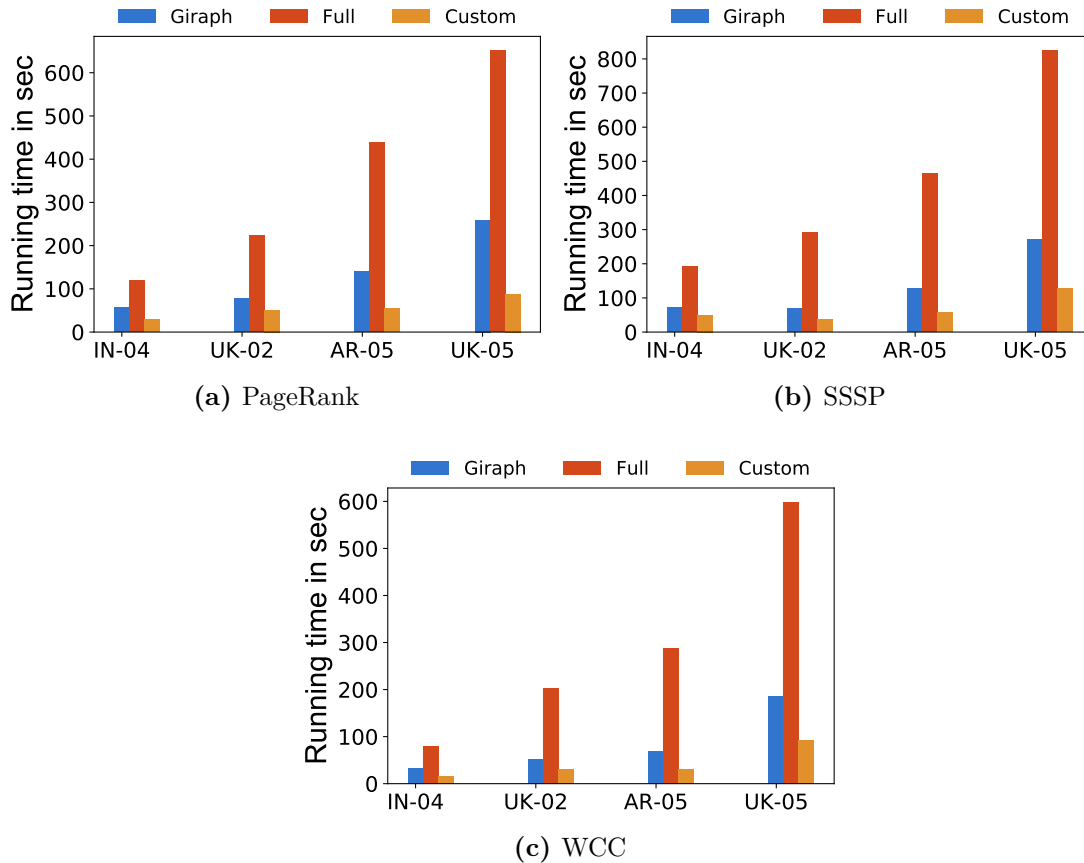 Giraph Full Custom
Running time in sec
600
500
400
300
200
100
0
IN-04 UK-02 AR-05 UK-05
(a) PageRank
Giraph Full Custom
Running time in sec
800
700
600
500
400
300
200
100
0
IN-04 UK-02 AR-05 UK-05
(b) SSSP
Giraph Full Custom
Running time in sec
600
500
400
300
200
100
0
IN-04 UK-02 AR-05 UK-05
(c) WCC